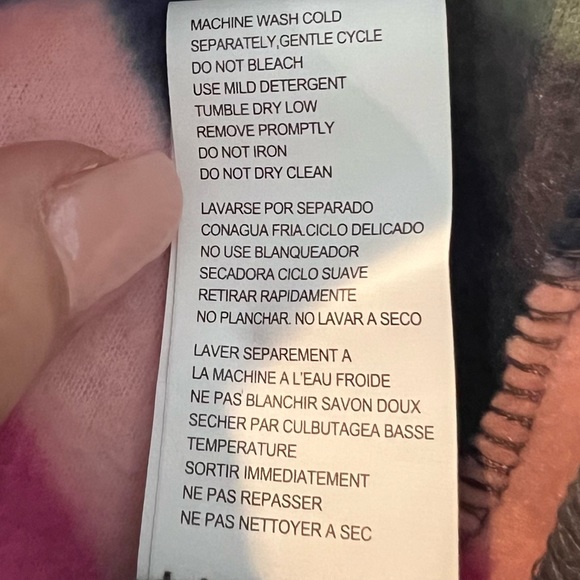 MACHINE WASH COLD
SEPARATELY,GENTLE CYCLE
DO NOT BLEACH
USE MILD DETERGENT
TUMBLE DRY LOW
REMOVE PROMPTLY
DO NOT IRON
DO NOT DRY CLEAN
LAVARSE POR SEPARADO
CONAGUA FRIA.CICLO DELICADO
NO USE BLANQUEADOR
SECADORA CICLO SUAVE
RETIRAR RAPIDAMENTE
NO PLANCHAR. NO LAVAR A SECO
LAVER SEPAREMENT A
LA MACHINE A L'EAU FROIDE
NE PAS BLANCHIR SAVON DOUX
SECHER PAR CULBUTAGEA BASSE
TEMPERATURE
SORTIR IMMEDIATEMENT
NE PAS REPASSER
NE PAS NETTOYER A SEC